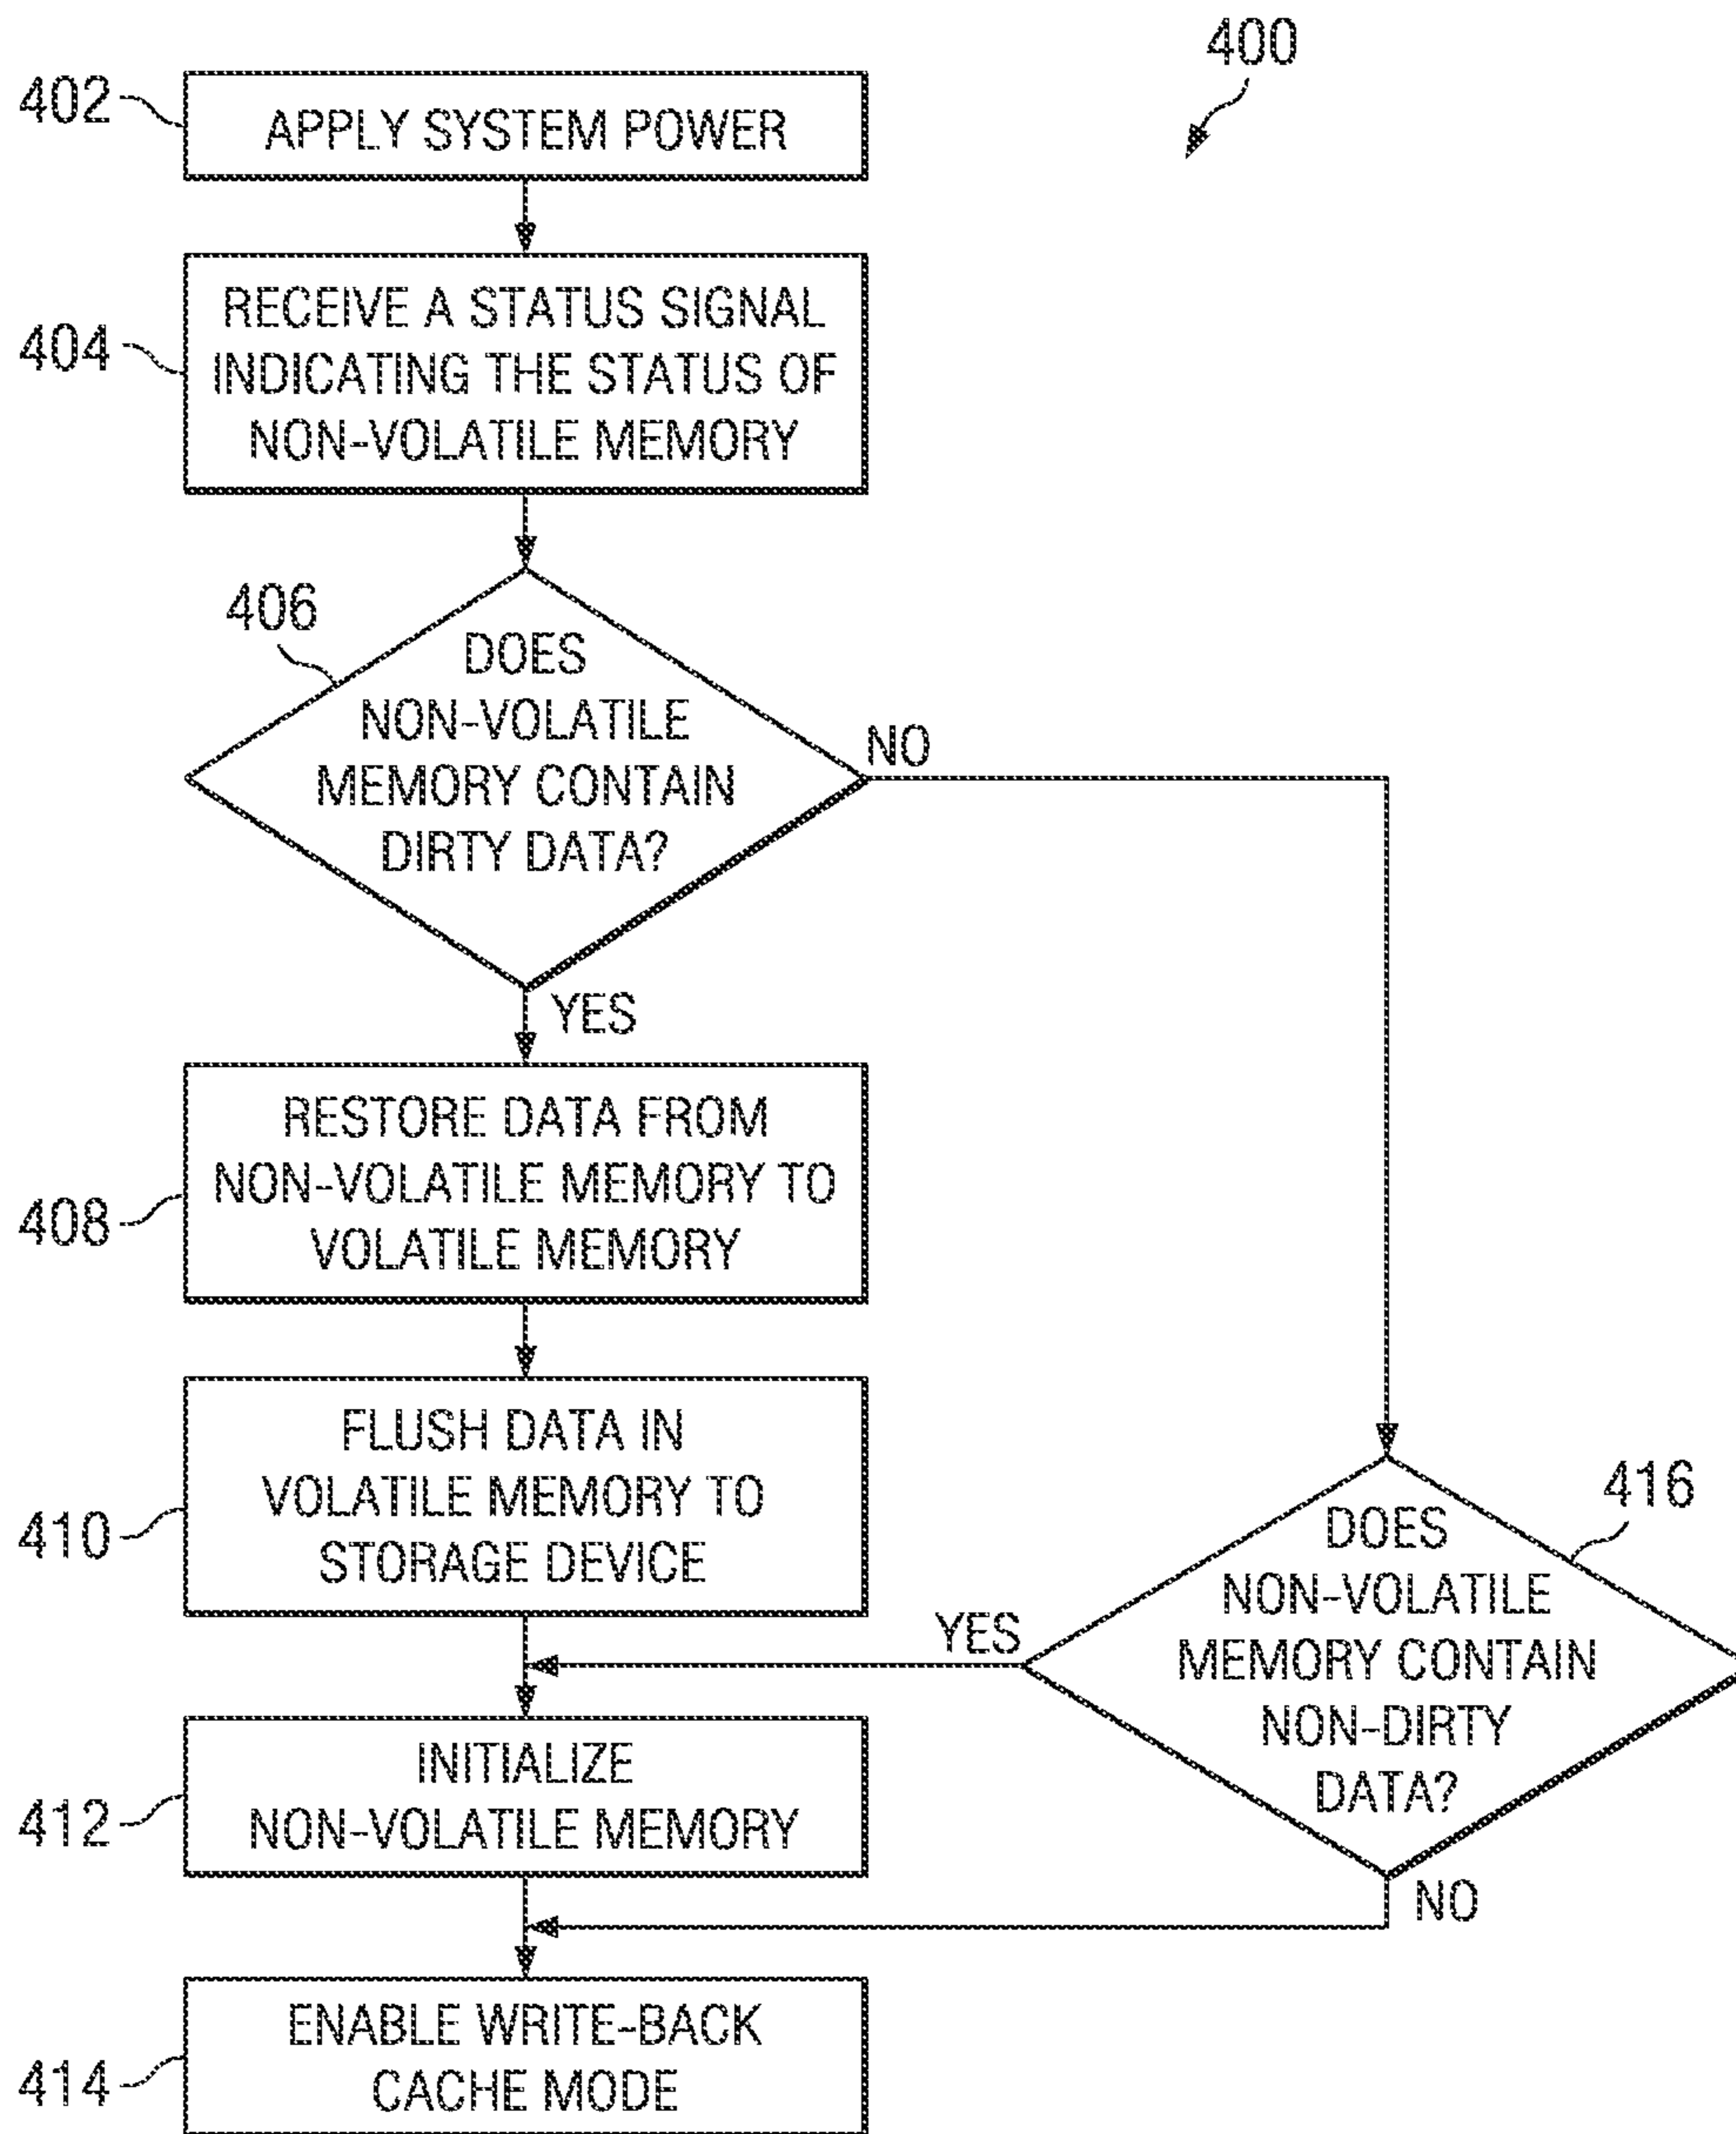 400
402
APPLY SYSTEM POWER
404
RECEIVE A STATUS SIGNAL
INDICATING THE STATUS OF
NON-VOLATILE MEMORY
406
DOES
NON-VOLATILE
MEMORY CONTAIN
DIRTY DATA?
NO
YES
408
RESTORE DATA FROM
NON-VOLATILE MEMORY TO
VOLATILE MEMORY
410
FLUSH DATA IN
VOLATILE MEMORY TO
STORAGE DEVICE
416
DOES
NON-VOLATILE
MEMORY CONTAIN
NON-DIRTY
DATA?
YES
NO
412
INITIALIZE
NON-VOLATILE MEMORY
414
ENABLE WRITE-BACK
CACHE MODE